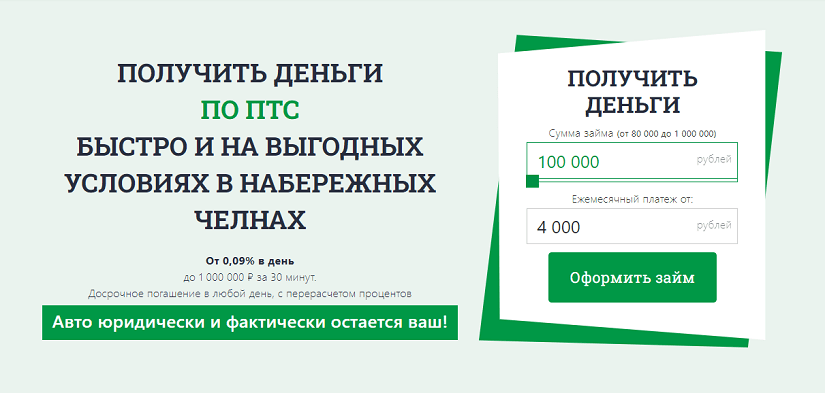 ПОЛУЧИТЬ ДЕНЬГИ
ПО ПТС
БЫСТРО И НА ВЫГОДНЫХ
УСЛОВИЯХ В НАБЕРЕЖНЫХ
ЧЕЛНАХ
От 0,09% в день
до 1 000 000 ₽ за 30 минут.
Досрочное погашение в любой день, с перерасчетом процентов
Авто юридически и фактически остается ваш!
ПОЛУЧИТЬ
ДЕНЬГИ
Сумма займа (от 80 000 до 1 000 000)
100 000 рублей
Ежемесячный платеж от:
4 000 рублей
Оформить займ